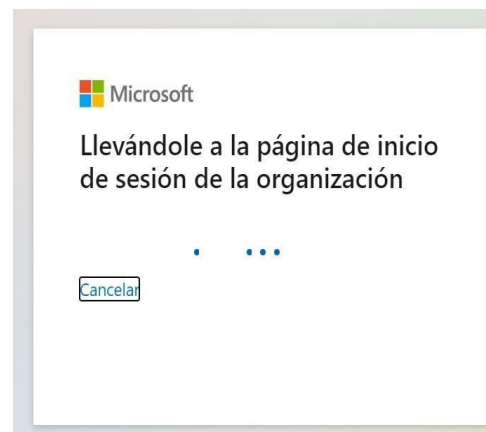 Microsoft
Llevándole a la página de inicio
de sesión de la organización
Cancelar